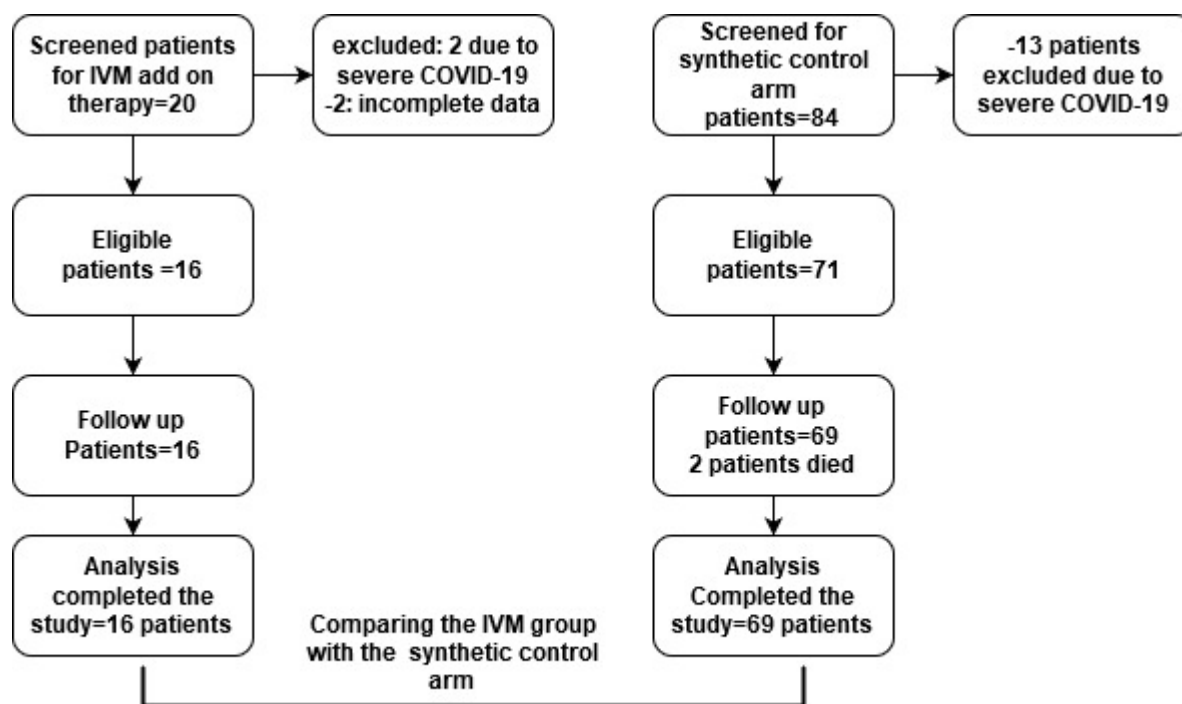 Screened patients
for IVM add on
therapy=20
excluded: 2 due to
severe COVID-19
-2: incomplete data
Screened for
synthetic control
arm
patients=84
-13 patients
excluded due to
severe COVID-19
Eligible
patients =16
Eligible
patients=71
Follow up
Patients=16
Follow up
patients=69
2 patients died
Analysis
completed the
study=16 patients
Analysis
Completed the
study=69 patients
Comparing the IVM group
with the synthetic control
arm